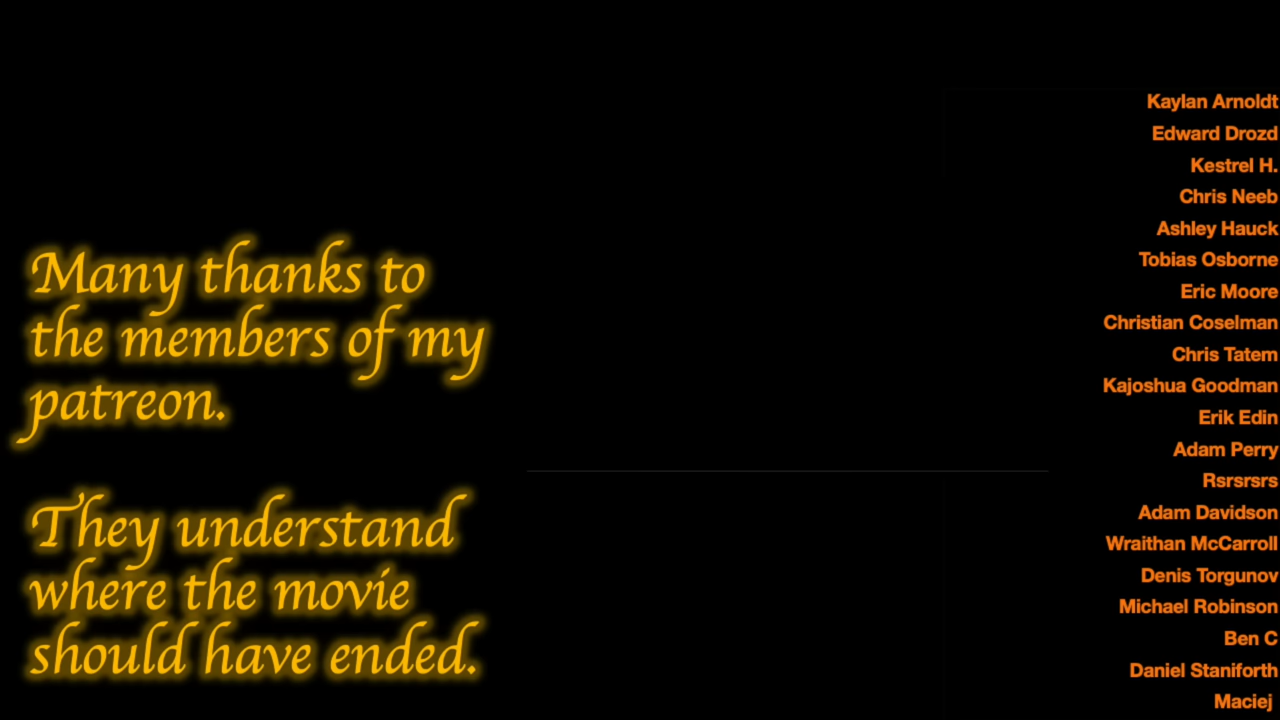 Many thanks to
the members of my
patreon.
They understand
where the movie
should have ended.
Kaylan Arnoldt
Edward Drozd
Kestrel H.
Chris Neeb
Ashley Hauck
Tobias Osborne
Eric Moore
Christian Coselman
Chris Tatem
Kajoshua Goodman
Erik Edin
Adam Perry
Rsrsrsrs
Adam Davidson
Wraithan McCarroll
Denis Torgunov
Michael Robinson
Ben C
Daniel Staniforth
Maciej